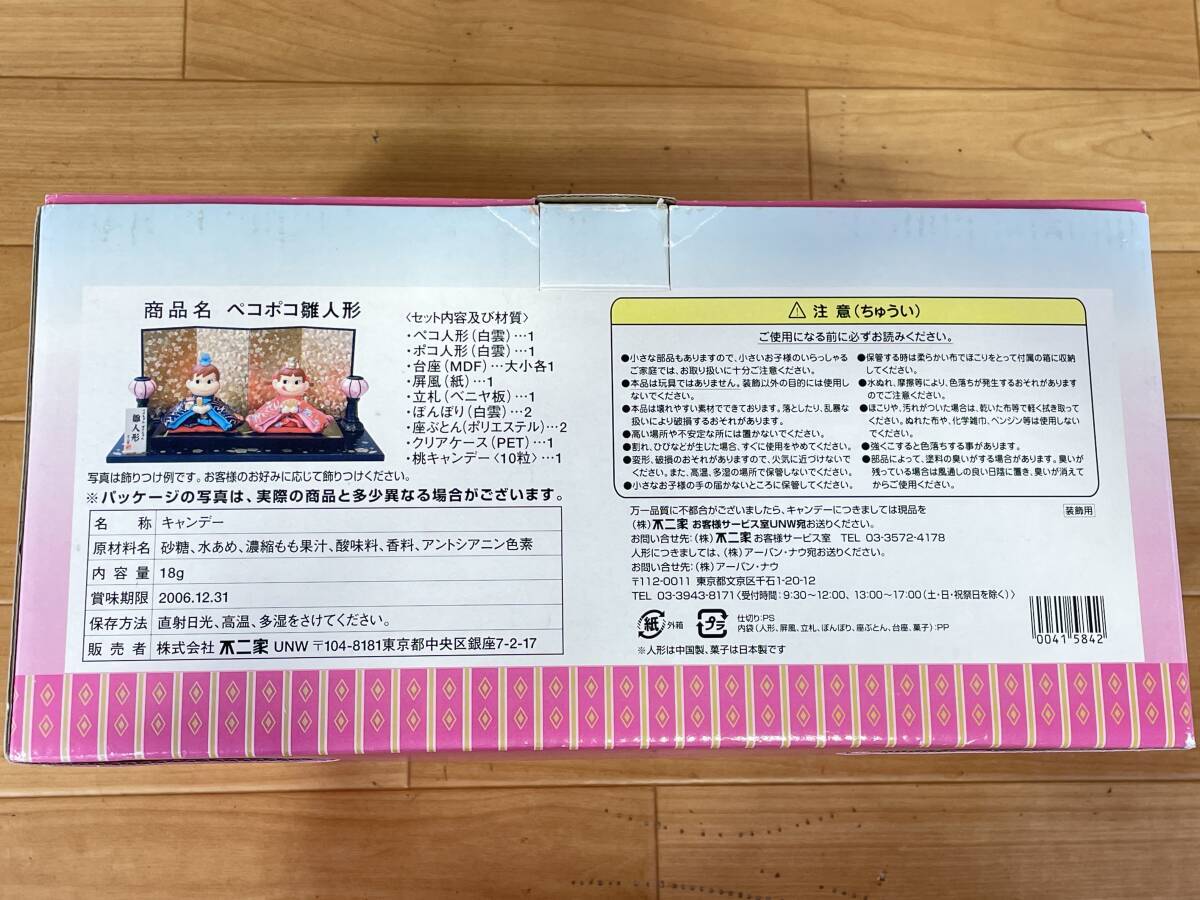 商品名 ペコポコ雛人形
雛人形
写真は飾りつけ例です。お客様のお好みに応じて飾りつけください。
※パッケージの写真は、実際の商品と多少異なる場合がございます。
〈セット内容及び材質〉
・ペコ人形(白雲)…1
・ポコ人形(白雲)…1
・台座(MDF)…大小各1
・屏風(紙)…1
・立札(ベニヤ板)…1
・ぼんぼり(白雲)…2
・座ぶとん(ポリエステル)…2
・クリアケース(PET)…1
・桃キャンデー〈10粒〉…1
名 称 キャンデー
原材料名 砂糖、水あめ、濃縮もも果汁、酸味料、香料、アントシアニン色素
内容量 18g
賞味期限 2006.12.31
保存方法 直射日光、高温、多湿をさけてください。
販売者 株式会社 不二家 UNW 〒104-8181東京都中央区銀座7-2-17
⚠ 注意(ちゅうい)
ご使用になる前に必ずお読みください。
●小さな部品もありますので、小さいお子様のいらっしゃる
ご家庭では、お取り扱いに十分ご注意ください。
●本品は玩具ではありません。装飾以外の目的には使用し
ないでください。
●本品は壊れやすい素材でできております。落としたり、乱暴な
扱いにより破損するおそれがあります。
●高い場所や不安定な所には置かないでください。
●割れ、ひびなどが生じた場合、すぐに使用をやめてください。
●変形、破損のおそれがありますので、火気に近づけないで
ください。また、高温、多湿の場所で保管しないでください。
●小さなお子様の手の届かないところに保管してください。
●保管する時は柔らかい布でほこりをとって付属の箱に収納
してください。
●水ぬれ、摩擦等により、色落ちが発生するおそれがあります
のでご注意ください。
●ほこりや、汚れがついた場合は、乾いた布等で軽く拭き取って
ください。ぬれた布や、化学雑巾、ベンジン等は使用しない
でください。
●強くこすると色落ちする事があります。
●部品によって、塗料の臭いがする場合があります。臭いが
残っている場合は風通しの良い日陰に置き、臭いが消えて
からご使用ください。
万一品質に不都合がございましたら、キャンデーにつきましては現品を
(株)不二家 お客様サービス室UNW宛お送りください。
お問い合せ先:(株)不二家 お客様サービス室 TEL 03-3572-4178
人形につきましては、(株)アーバン・ナウ宛お送りください。
お問い合せ先:(株)アーバン・ナウ
〒112-0011 東京都文京区千石1-20-12
TEL 03-3943-8171〈受付時間:9:30〜12:00、13:00〜17:00(土・日・祝祭日を除く)〉
装飾用
紙 外箱
プラ 仕切り:PS
内袋(人形、屏風、立札、ぼんぼり、座ぶとん、台座、菓子):PP
※人形は中国製、菓子は日本製です
0041 5842